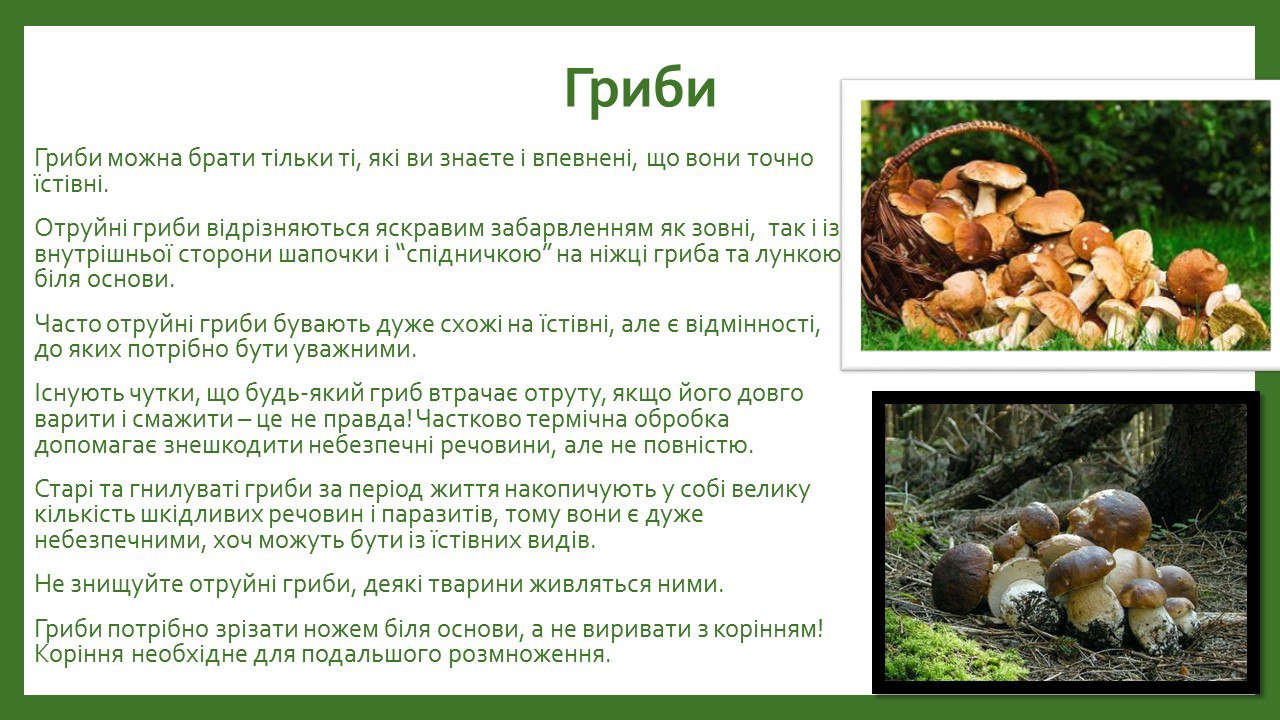 Гриби
Гриби можна брати тільки ті, які ви знаєте і впевнені, що вони точно
їстівні.
Отруйні гриби відрізняються яскравим забарвленням як зовні,  так і із
внутрішньої сторони шапочки і “спідничкою” на ніжці гриба та лункою
біля основи.
Часто отруйні гриби бувають дуже схожі на їстівні, але є відмінності,
до яких потрібно бути уважними.
Існують чутки, що будь-який гриб втрачає отруту, якщо його довго
варити і смажити – це не правда! Частково термічна обробка
допомагає знешкодити небезпечні речовини, але не повністю.
Старі та гнилуваті гриби за період життя накопичують у собі велику
кількість шкідливих речовин і паразитів, тому вони є дуже
небезпечними, хоч можуть бути із їстівних видів.
Не знищуйте отруйні гриби, деякі тварини живляться ними.
Гриби потрібно зрізати ножем біля основи, а не виривати з корінням!
Коріння необхідне для подальшого розмноження.